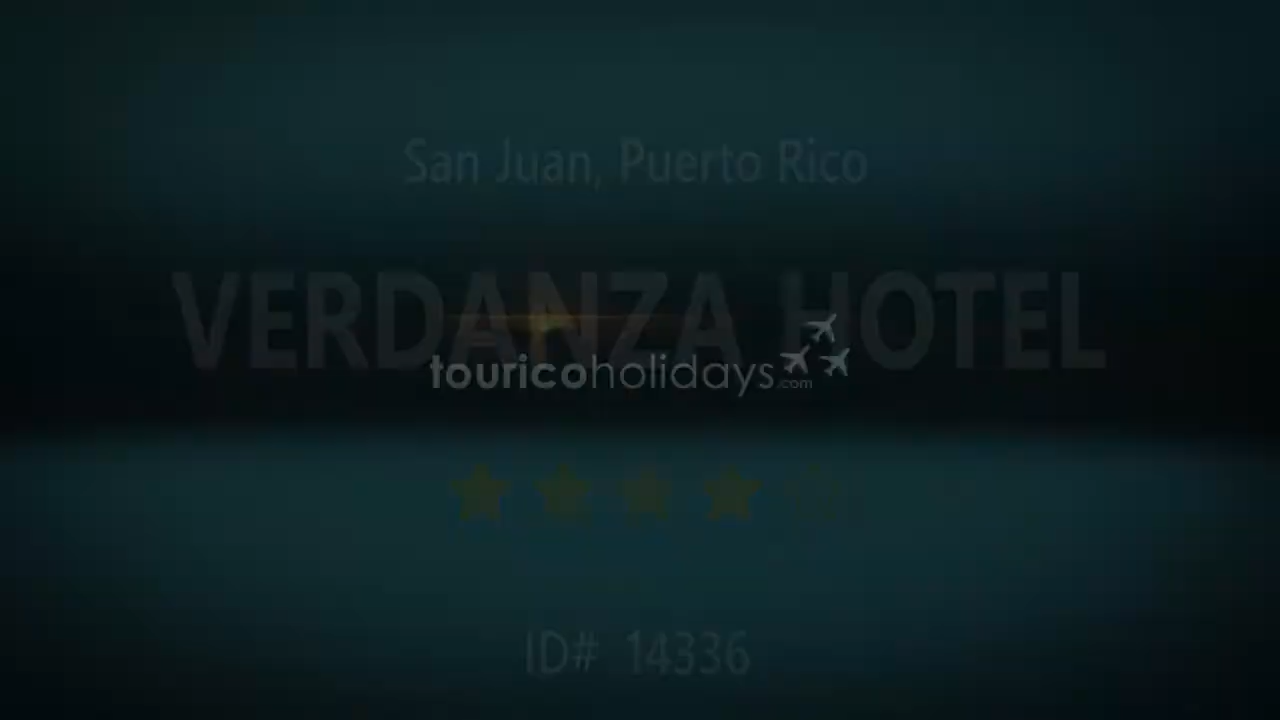 San Juan, Puerto Rico
VERDANZA HOTEL
touricoholidays.com
ID# 14336